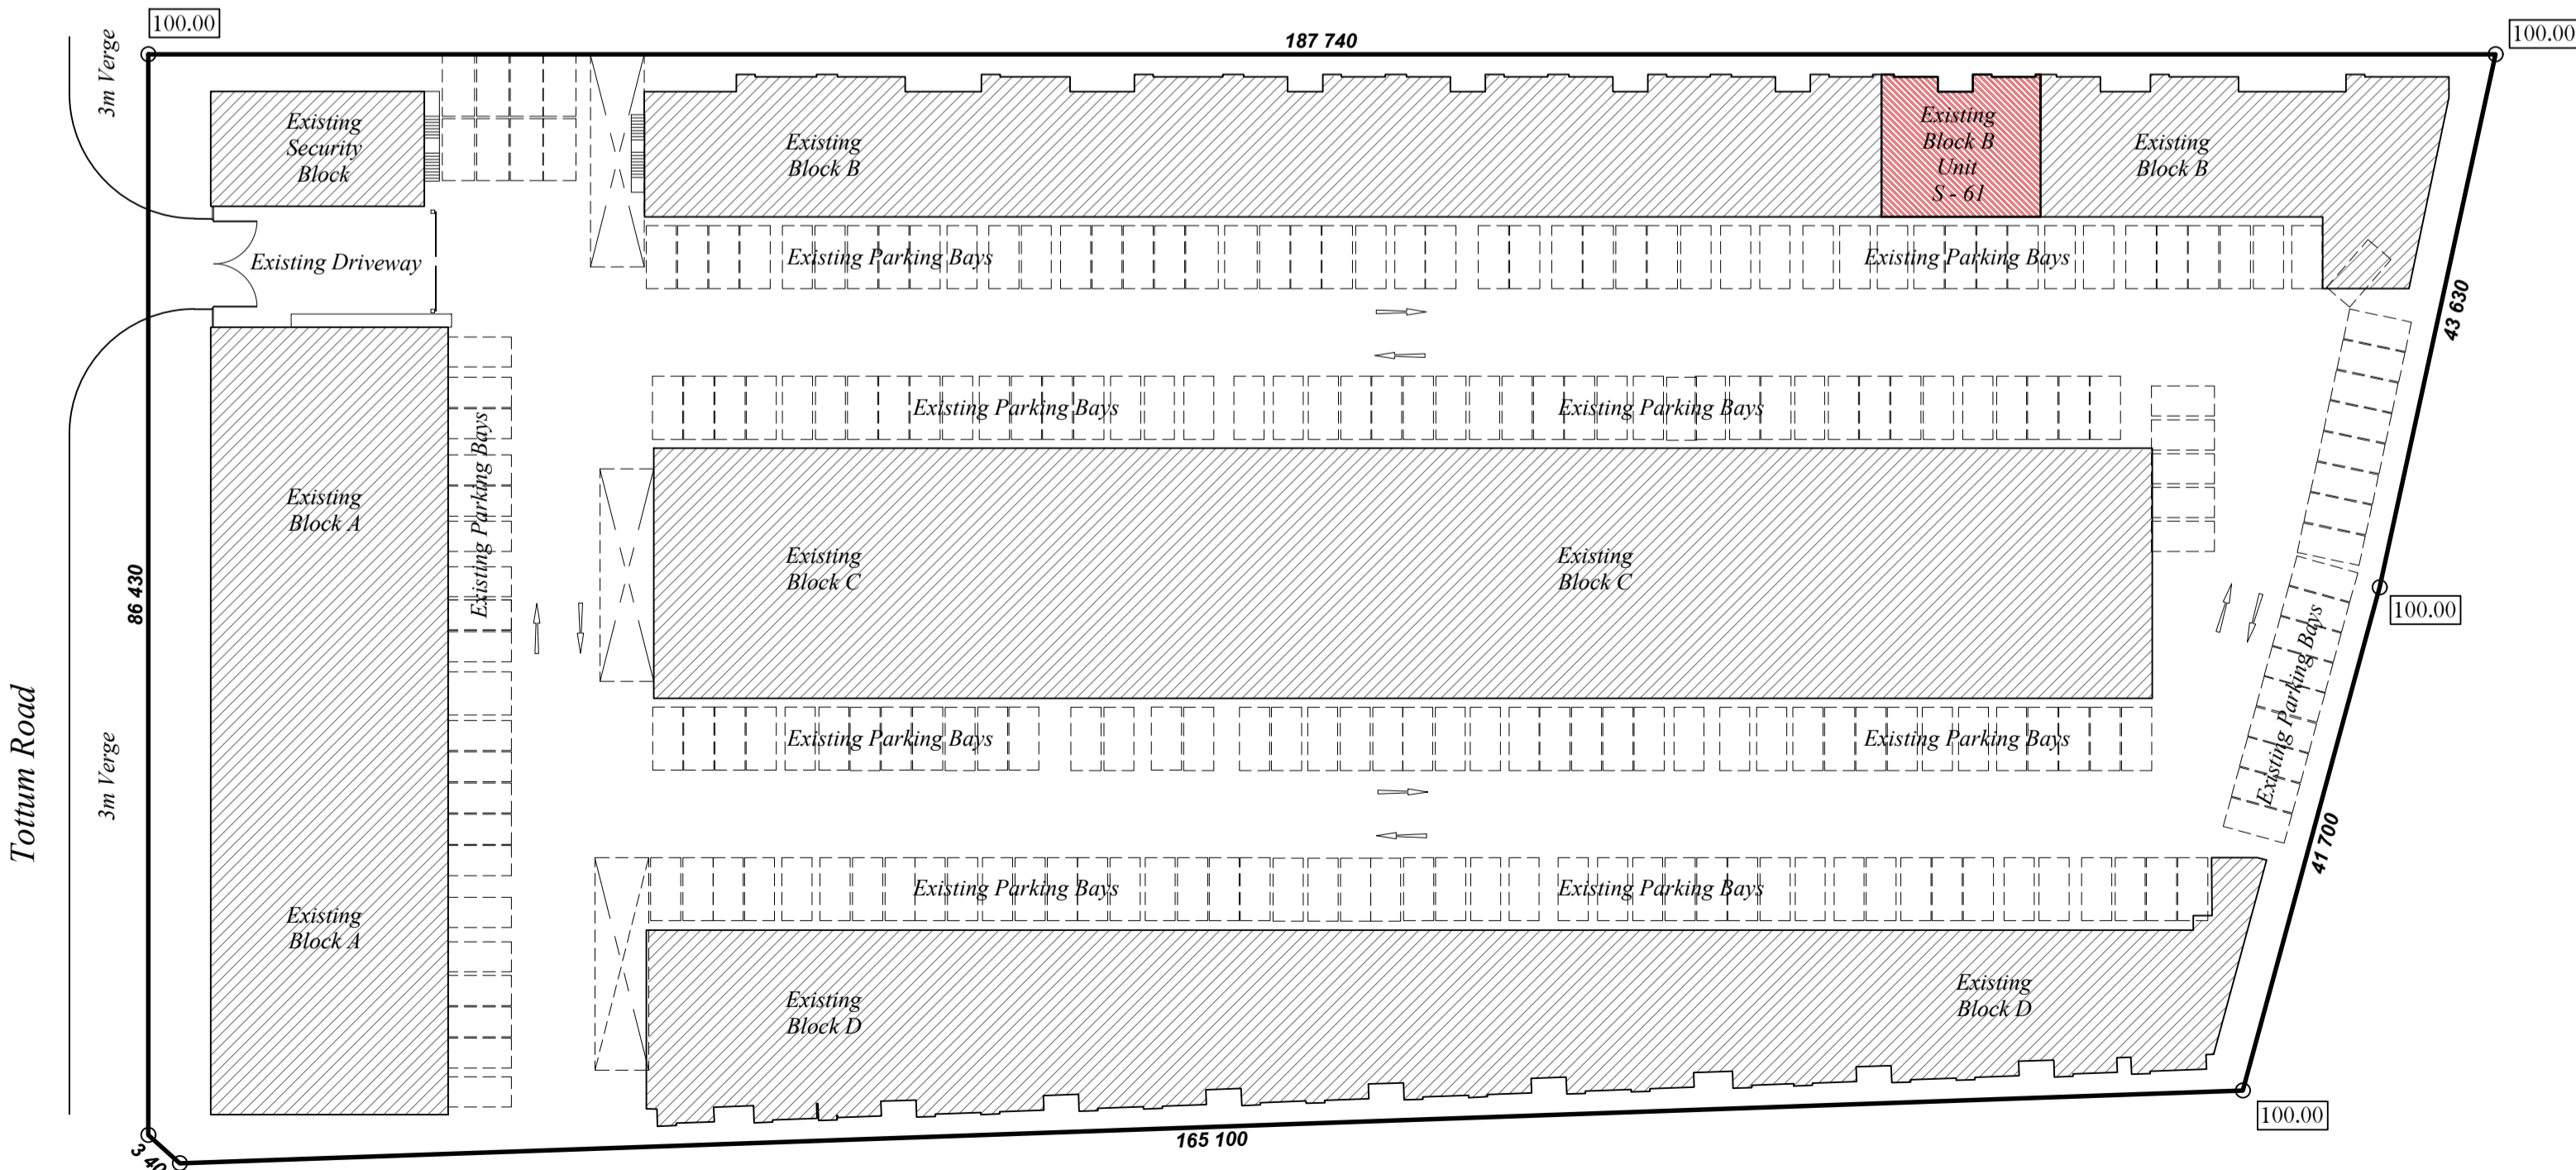 100.00
187 740
100.00
3m Verge
Existing
Security
Block
Existing
Block B
Existing
Block B
Unit
S - 61
Existing
Block B
Existing Driveway
Existing Parking Bays
Existing Parking Bays
43 630
Existing Parking Bays
Existing Parking Bays
Existing Parking Bays
Existing
Block A
Existing
Block C
Existing
Block C
86 430
100.00
Totum Road
3m Verge
Existing Parking Bays
Existing Parking Bays
Existing Parking Bays
41 700
Existing Parking Bays
Existing Parking Bays
Existing
Block A
Existing
Block D
Existing
Block D
100.00
165 100
3 40